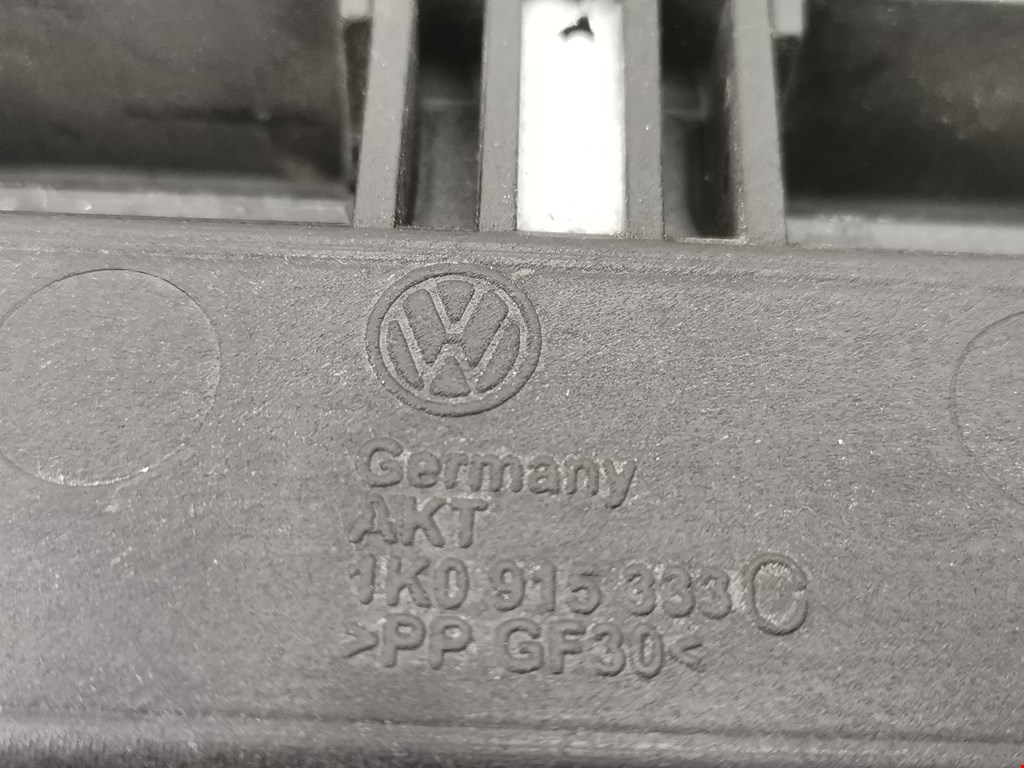 Germany
AKT
1K0 915 333 C
>PP GF30<